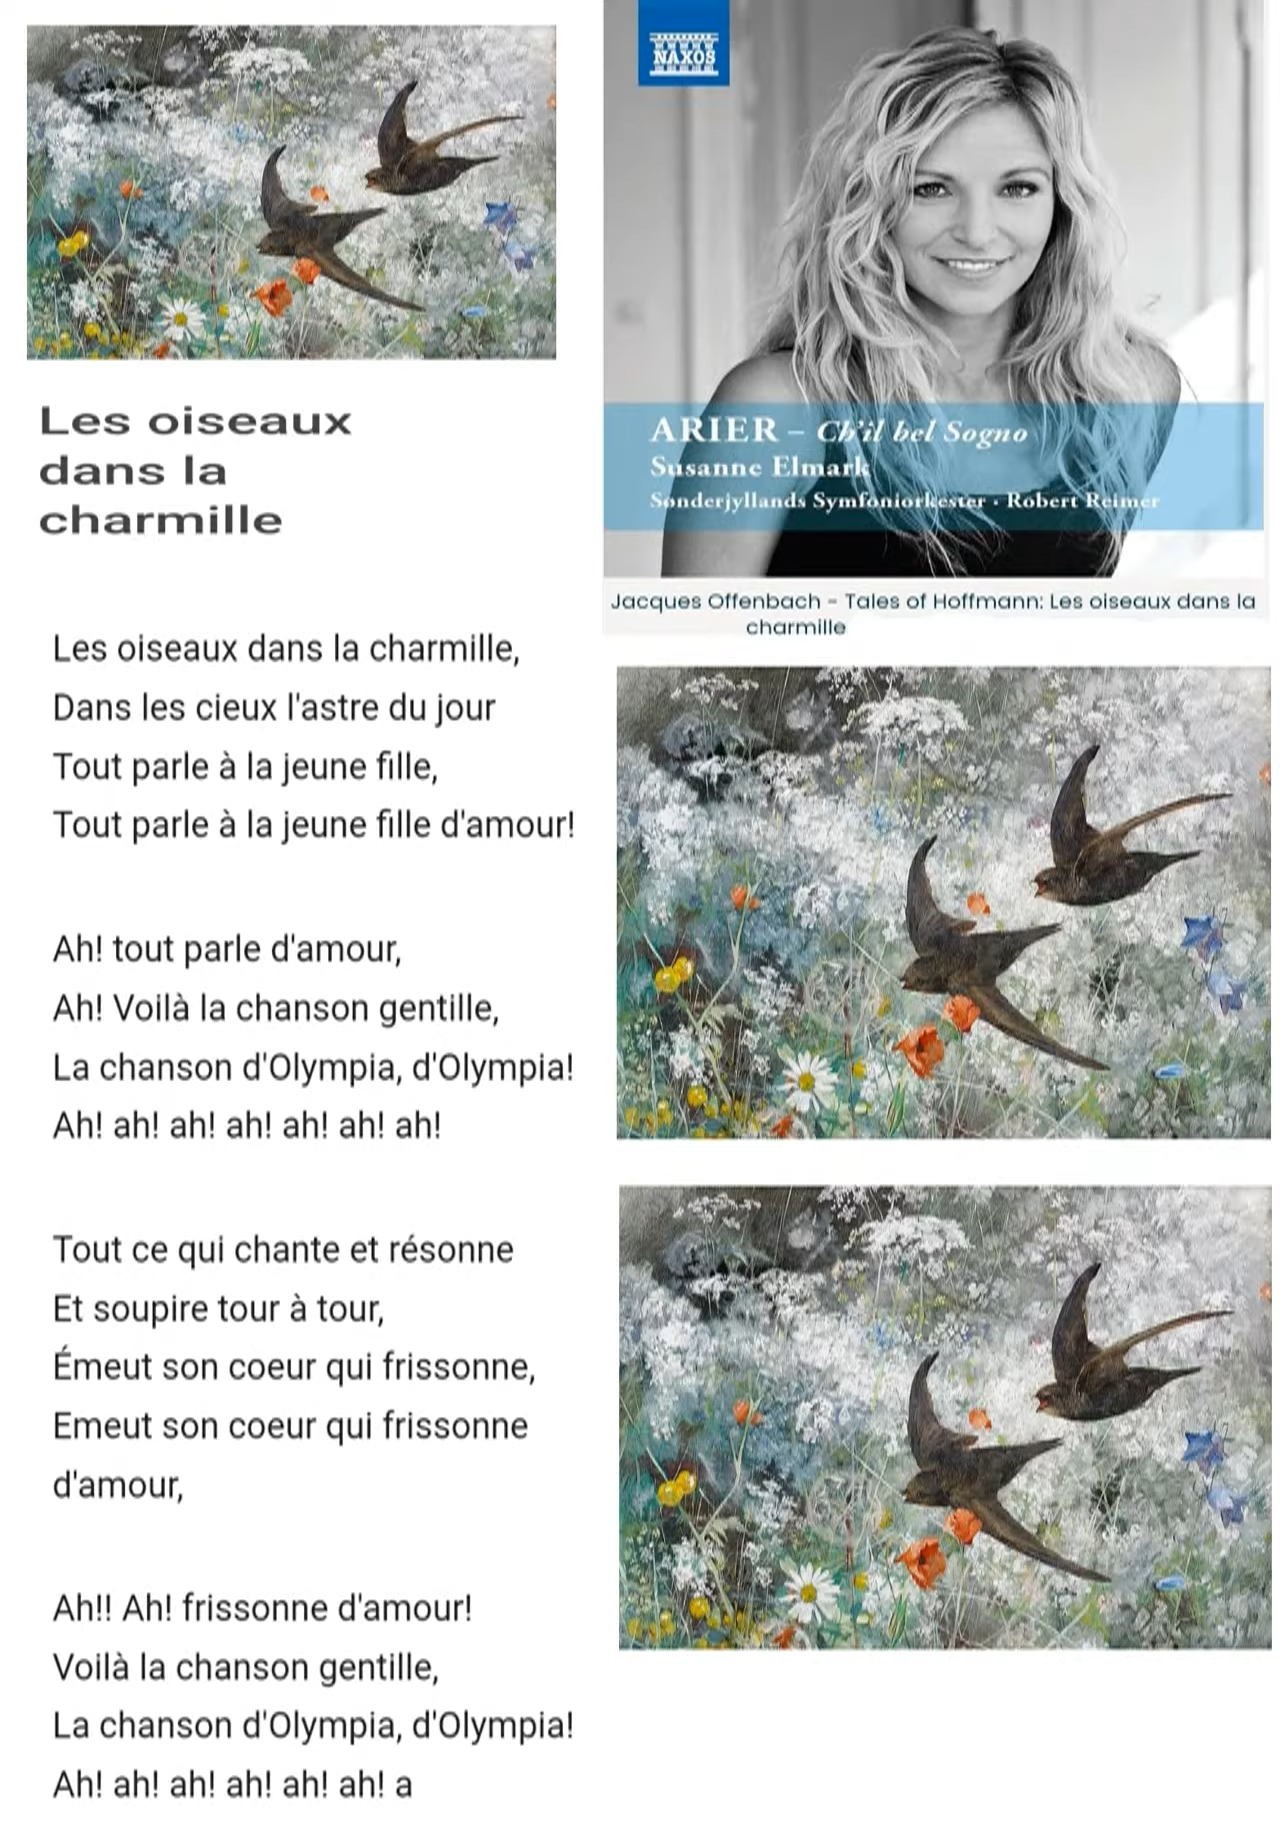 Les oiseaux
dans la
charmille
Les oiseaux dans la charmille,
Dans les cieux l'astre du jour
Tout parle à la jeune fille,
Tout parle à la jeune fille d'amour!
Ah! tout parle d'amour,
Ah! Voilà la chanson gentille,
La chanson d'Olympia, d'Olympia!
Ah! ah! ah! ah! ah! ah! ah!
Tout ce qui chante et résonne
Et soupire tour à tour,
Émeut son coeur qui frissonne,
Emeut son coeur qui frissonne
d'amour,
Ah!! Ah! frissonne d'amour!
Voilà la chanson gentille,
La chanson d'Olympia, d'Olympia!
Ah! ah! ah! ah! ah! ah! a
NAXOS
ARIER – Ch'il bel Sogno
Susanne Elmark
Sønderjyllands Symfoniorkester · Robert Reimer
Jacques Offenbach - Tales of Hoffmann: Les oiseaux dans la
charmille